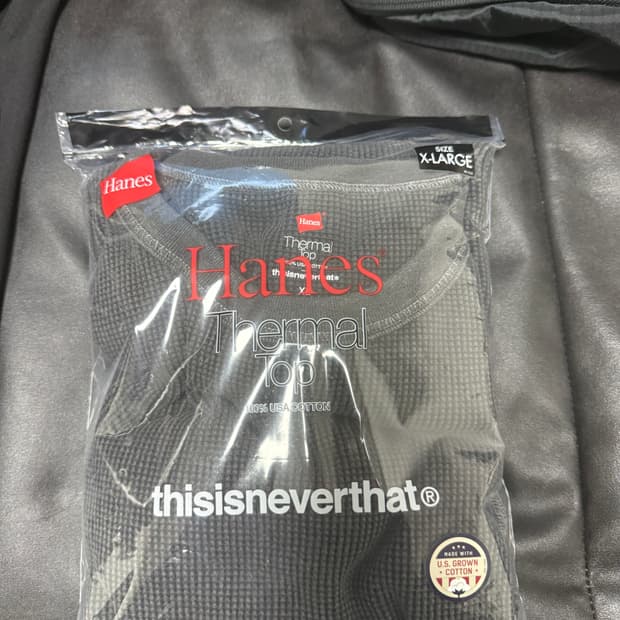 SIZE
X-LARGE
Hanes
Hanes
Thermal
Top
thisisneverthat®
X
Hanes®
Thermal
Top
100% USA COTTON
thisisneverthat®
MADE WITH
U.S. GROWN
COTTON